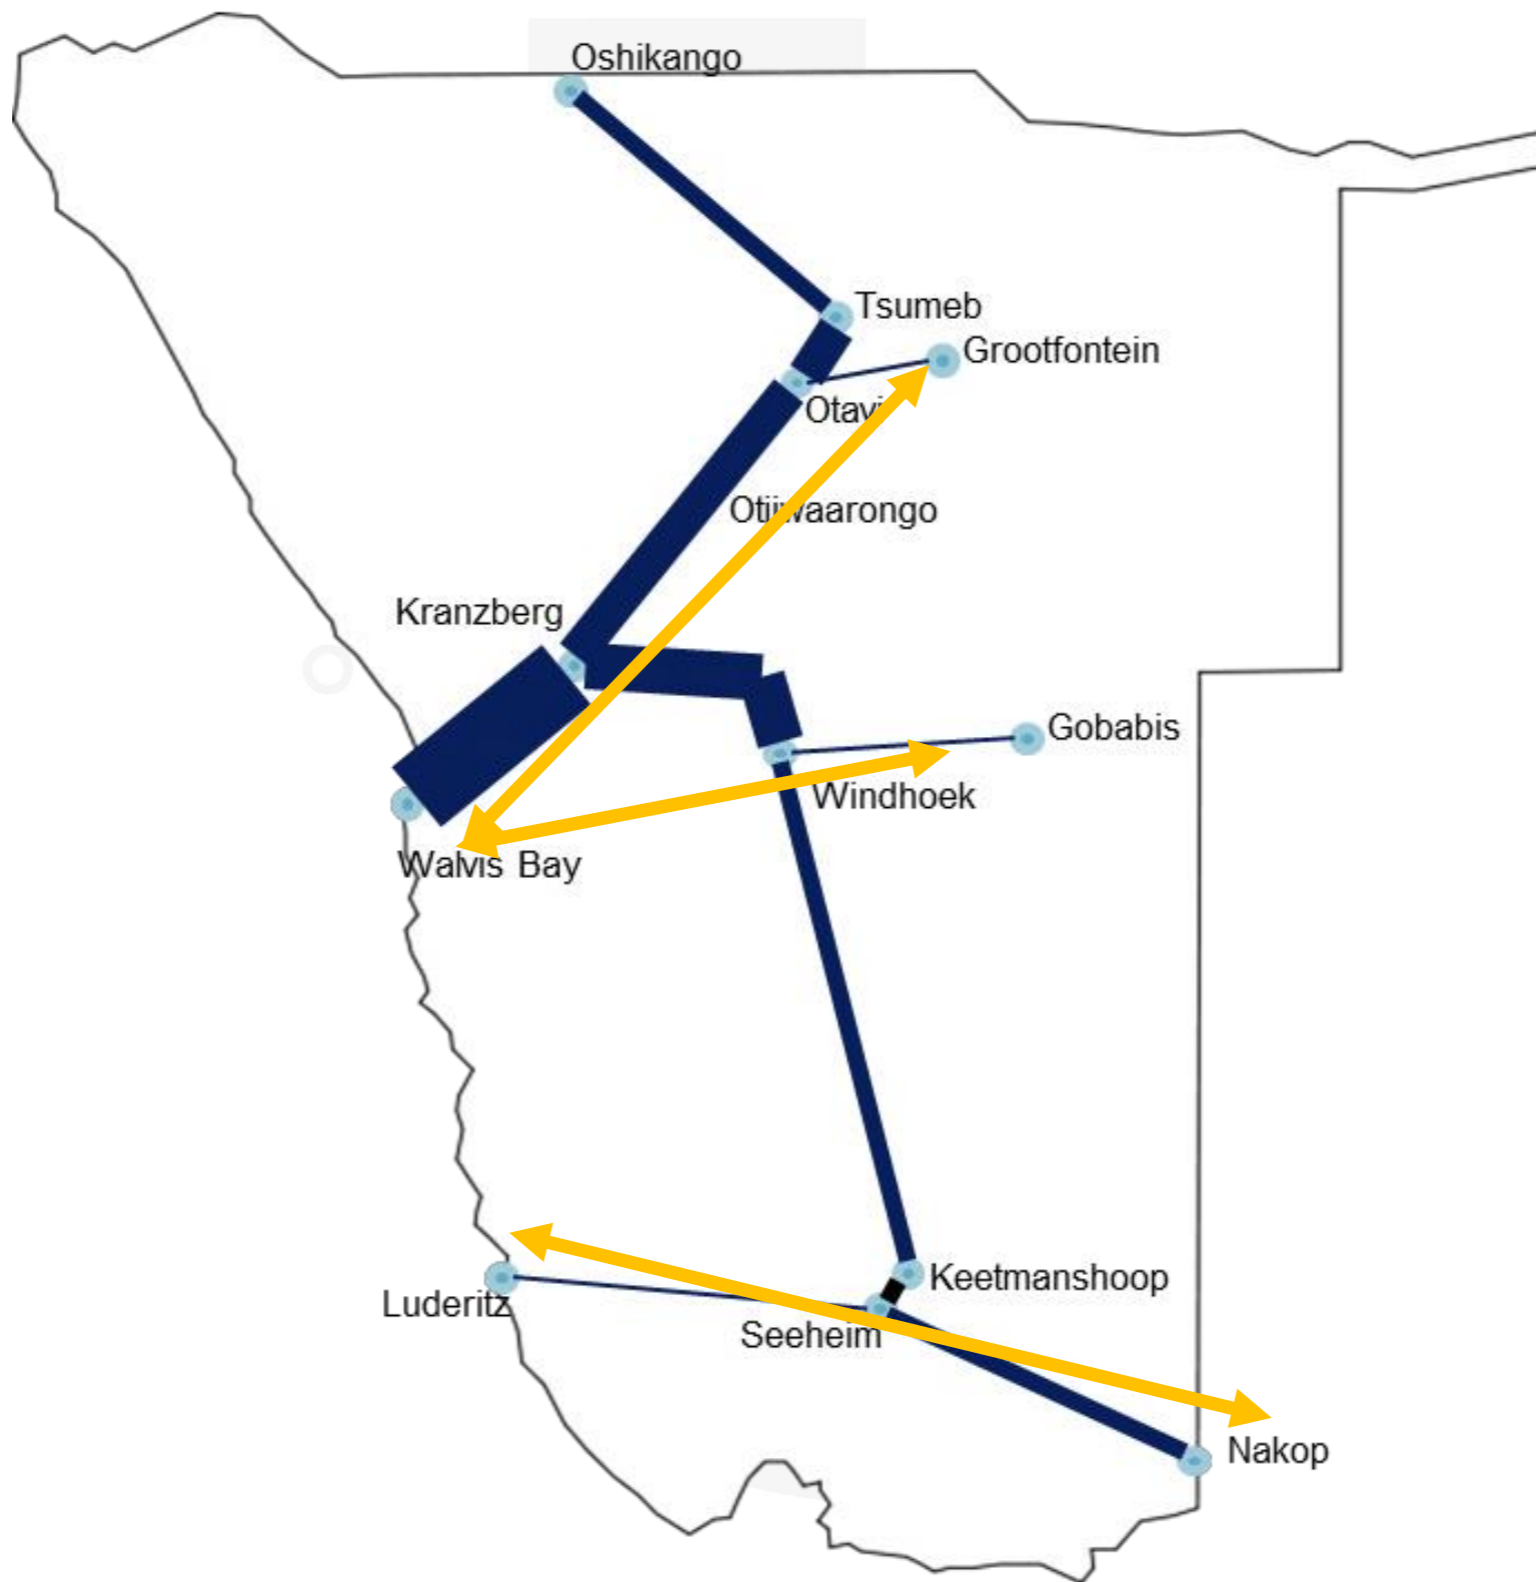 Oshikango
Tsumeb
Grootfontein
Otavi
Otjiwaarongo
Kranzberg
Gobabis
Windhoek
Walvis Bay
Keetmanshoop
Luderitz
Seeheim
Nakop